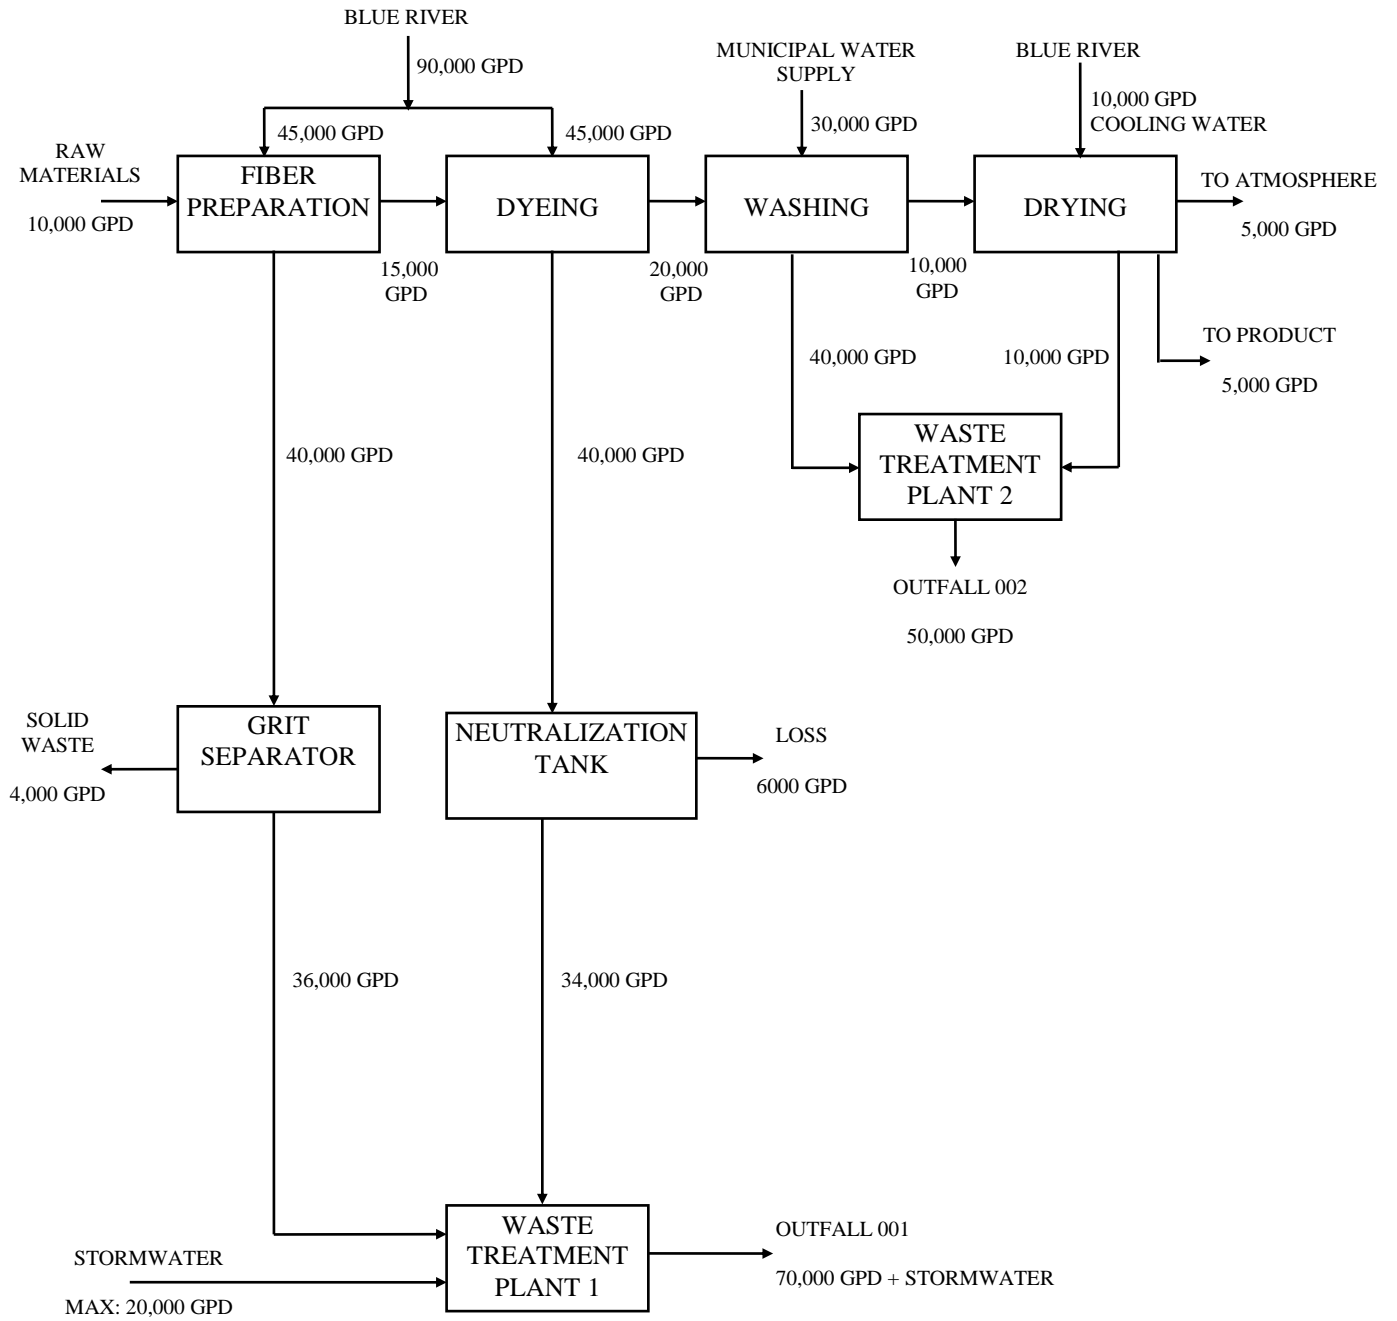 BLUE RIVER
90,000 GPD
MUNICIPAL WATER
SUPPLY
BLUE RIVER
30,000 GPD
10,000 GPD
COOLING WATER
45,000 GPD
45,000 GPD
RAW
MATERIALS
10,000 GPD
FIBER
PREPARATION
DYEING
WASHING
DRYING
TO ATMOSPHERE
5,000 GPD
15,000
GPD
20,000
GPD
10,000
GPD
TO PRODUCT
5,000 GPD
40,000 GPD
10,000 GPD
40,000 GPD
40,000 GPD
WASTE
TREATMENT
PLANT 2
OUTFALL 002
50,000 GPD
SOLID
WASTE
4,000 GPD
GRIT
SEPARATOR
NEUTRALIZATION
TANK
LOSS
6000 GPD
36,000 GPD
34,000 GPD
STORMWATER
MAX: 20,000 GPD
WASTE
TREATMENT
PLANT 1
OUTFALL 001
70,000 GPD + STORMWATER